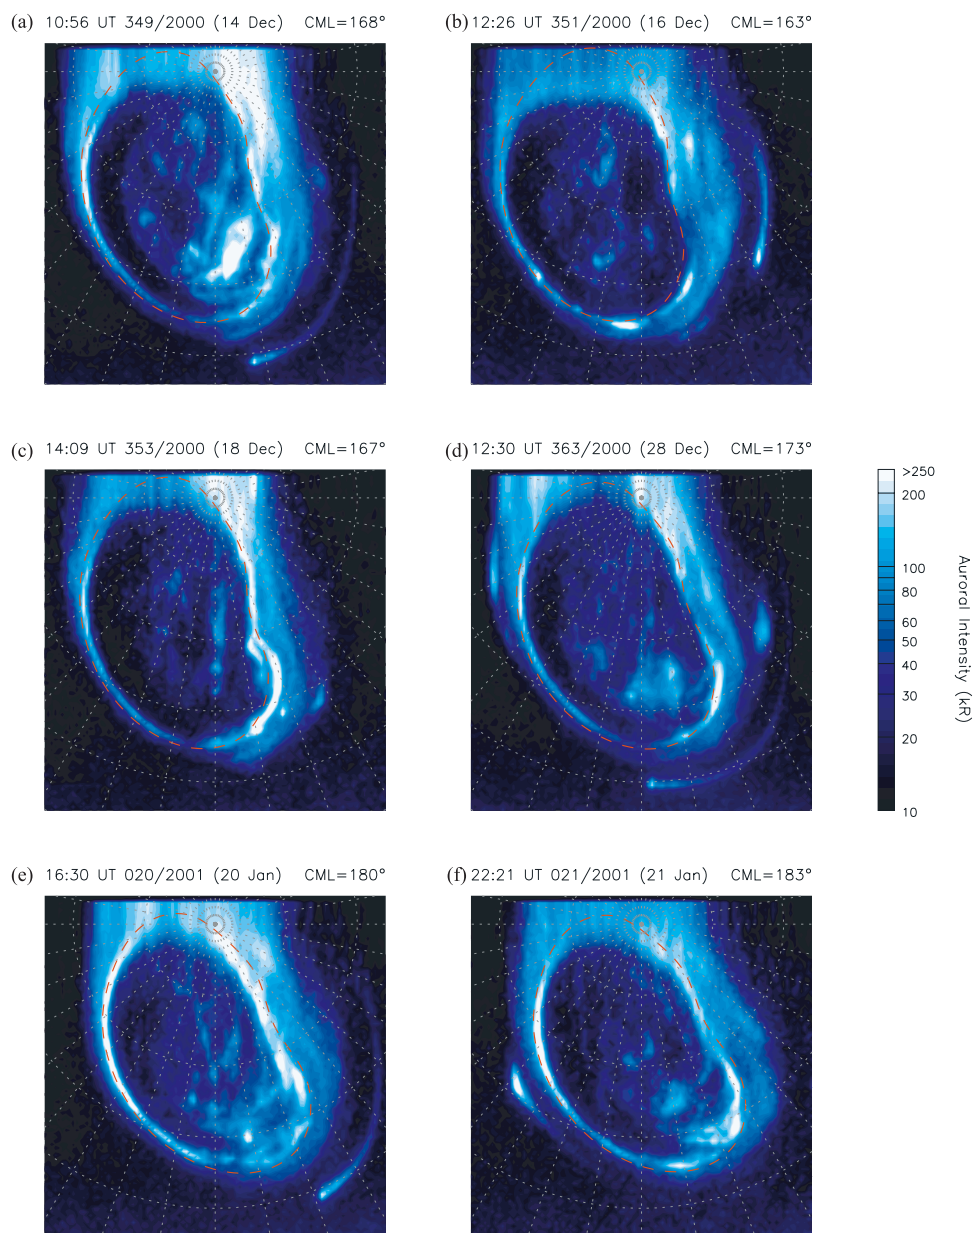 (a) 10:56 UT 349/2000 (14 Dec) CML=168°
(b) 12:26 UT 351/2000 (16 Dec) CML=163°
(c) 14:09 UT 353/2000 (18 Dec) CML=167°
(d) 12:30 UT 363/2000 (28 Dec) CML=173°
>250
200
100
80
60
50
40
30
20
10
Auroral Intensity (kR)
(e) 16:30 UT 020/2001 (20 Jan) CML=180°
(f) 22:21 UT 021/2001 (21 Jan) CML=183°